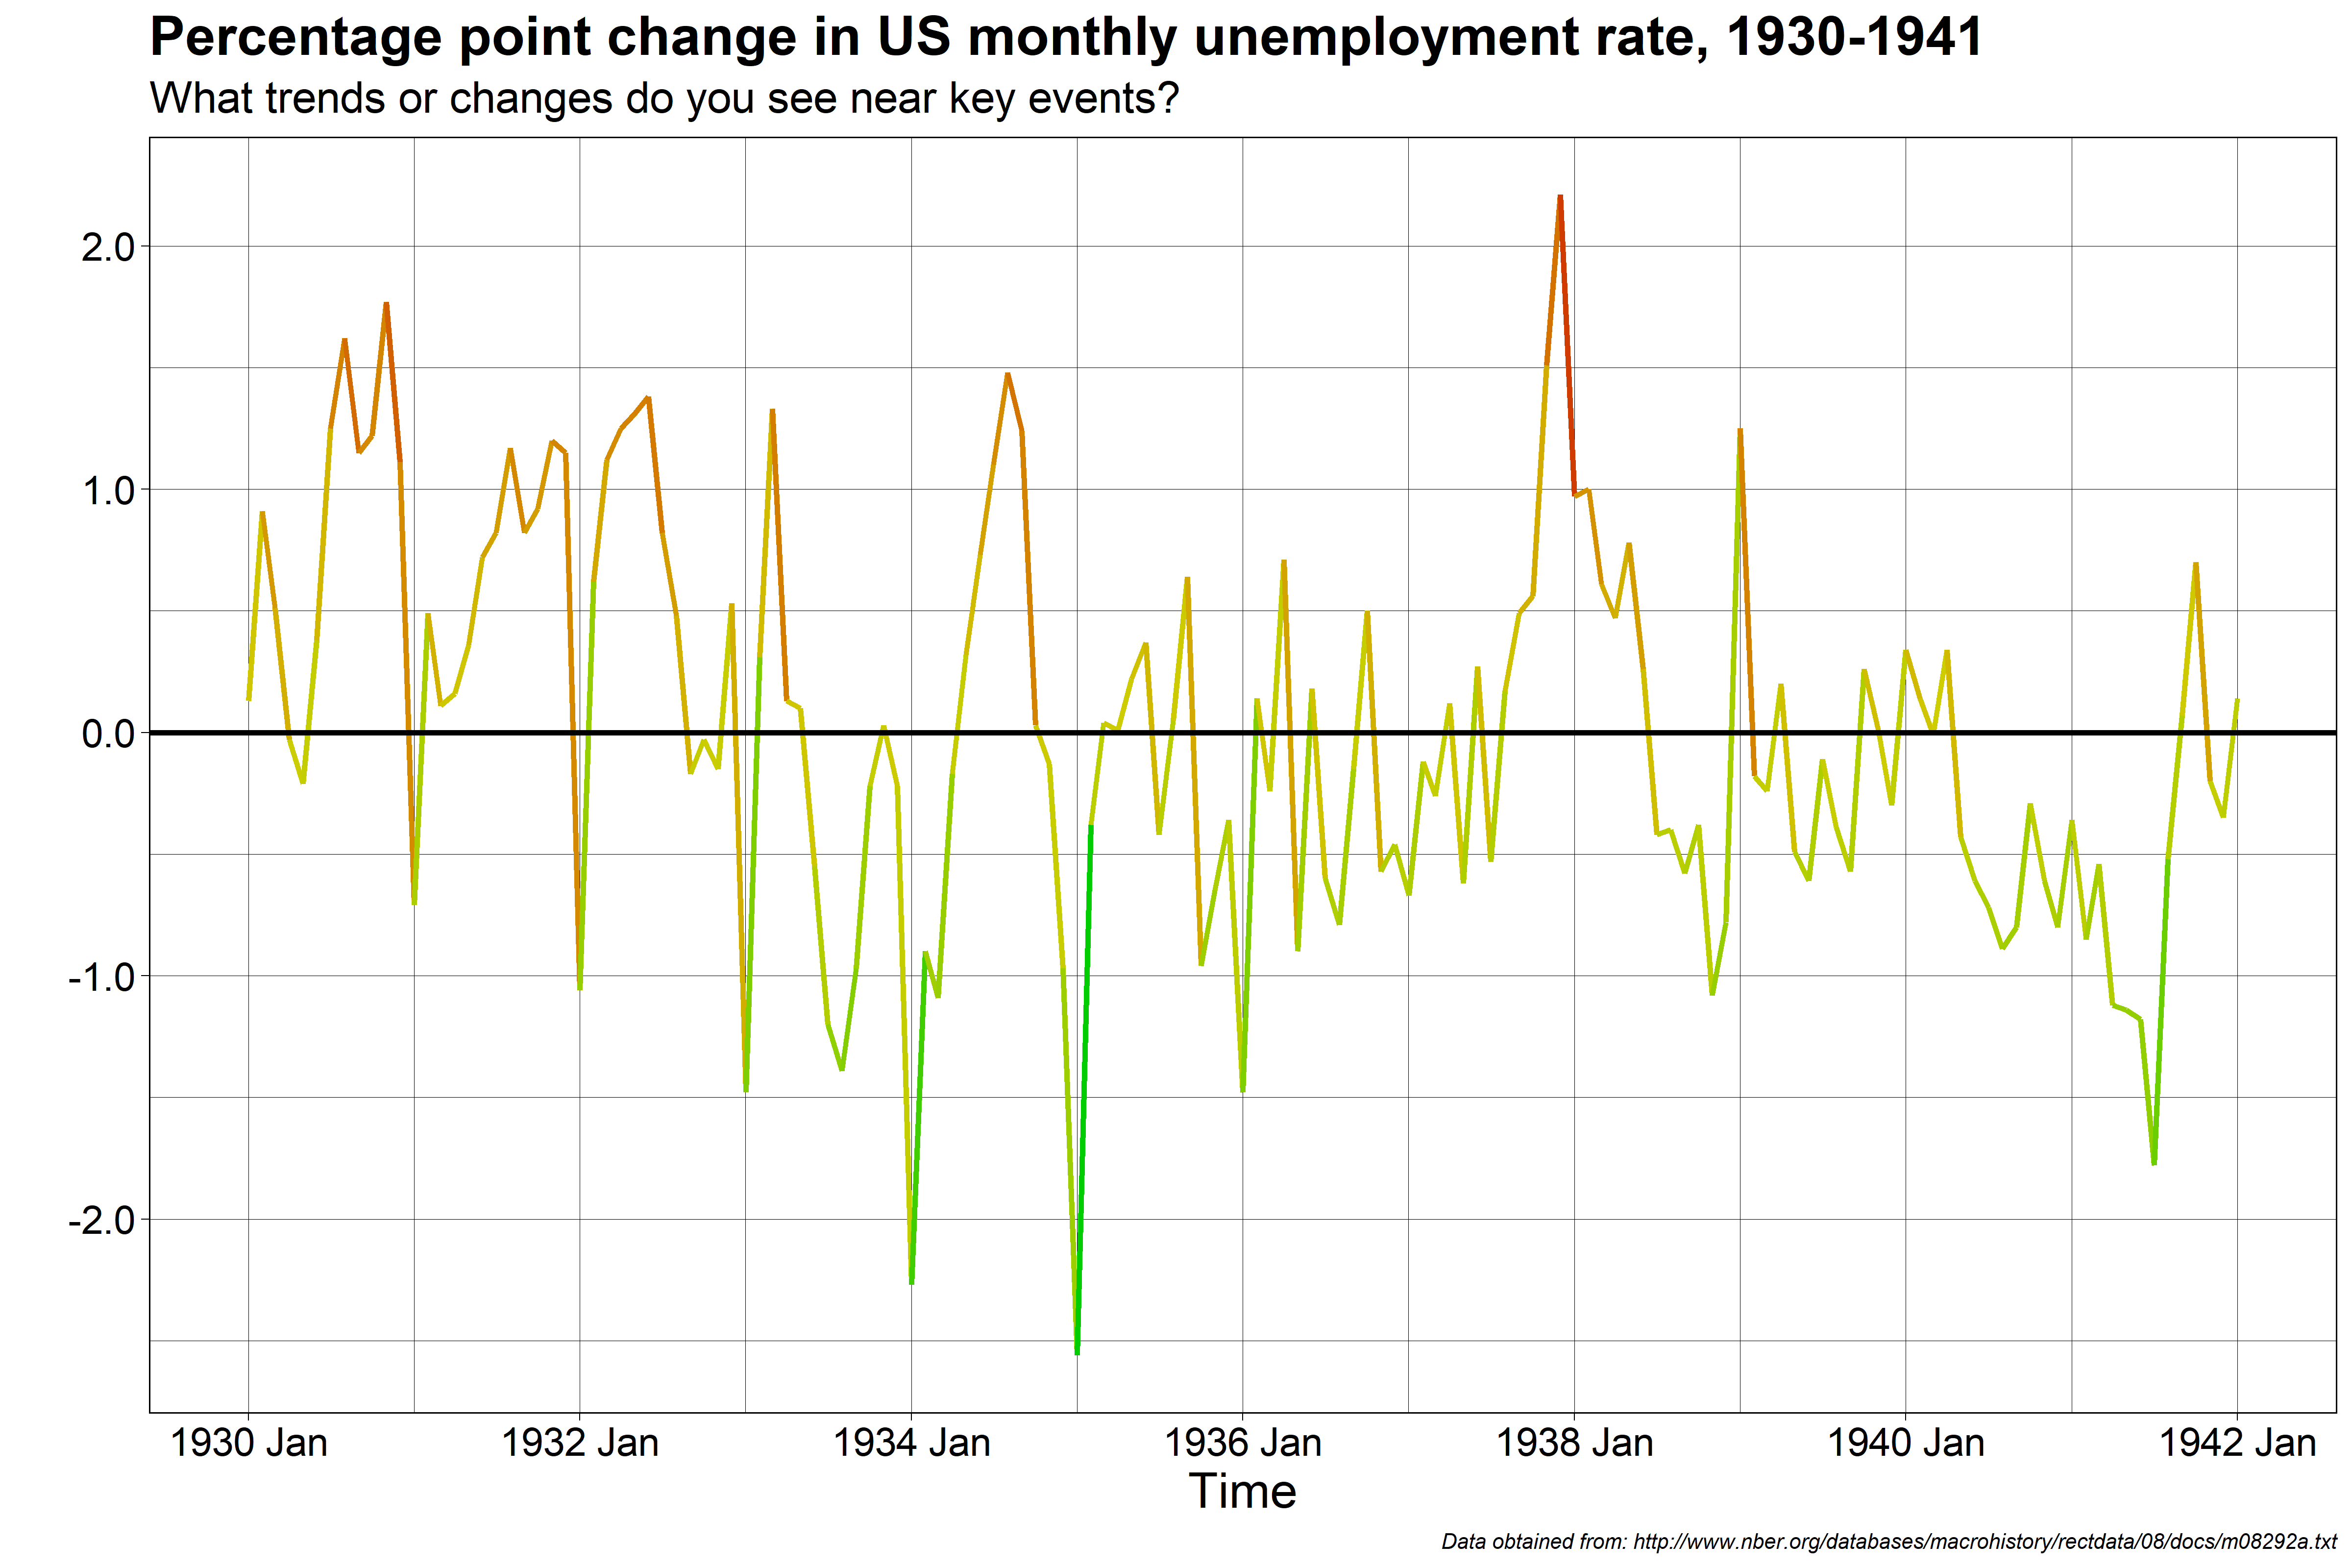 Percentage point change in US monthly unemployment rate, 1930-1941
What trends or changes do you see near key events?
2.0
1.0
0.0
-1.0
-2.0
1930 Jan 1932 Jan 1934 Jan 1936 Jan 1938 Jan 1940 Jan 1942 Jan
Time
Data obtained from: http://www.nber.org/databases/macrohistory/rectdata/08/docs/m08292a.txt